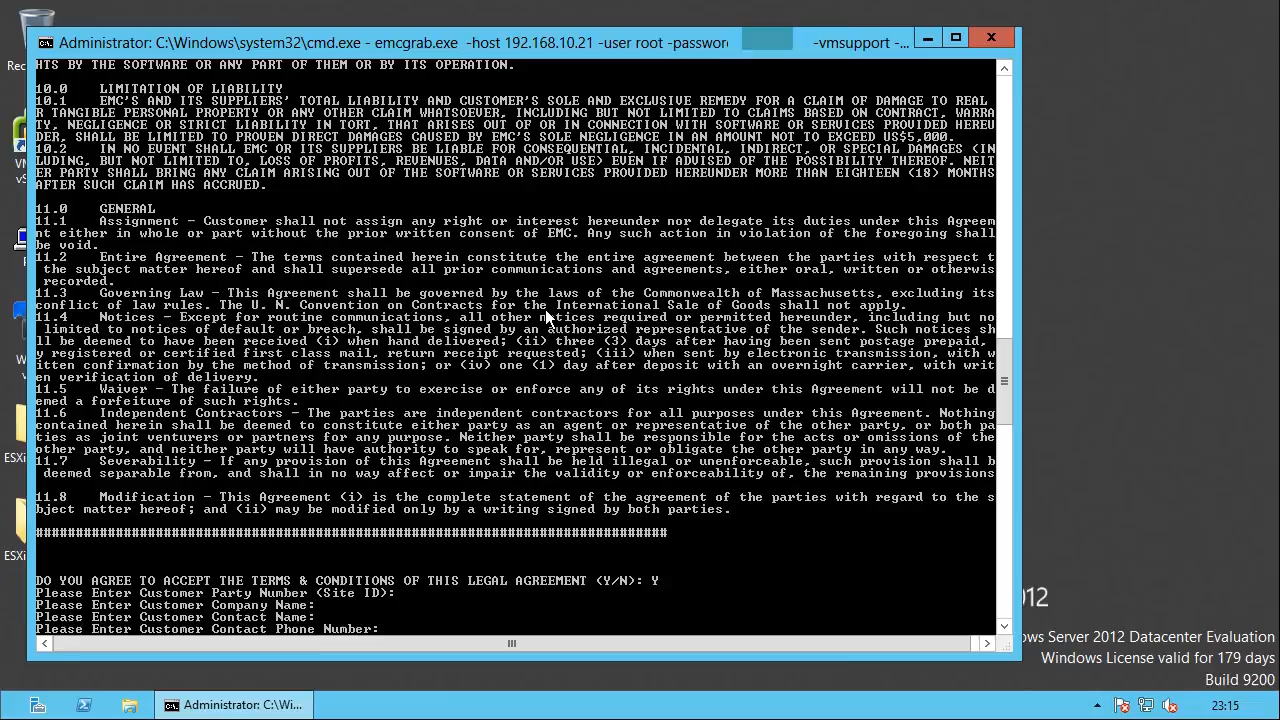 Administrator: C:\Windows\system32\cmd.exe - emcgrab.exe -host 192.168.10.21 -user root -password -vmsupport -...
Rec
HTS BY THE SOFTWARE OR ANY PART OF THEM OR BY ITS OPERATION.
10.0 LIMITATION OF LIABILITY
10.1 EMC'S AND ITS SUPPLIERS' TOTAL LIABILITY AND CUSTOMER'S SOLE AND EXCLUSIVE REMEDY FOR A CLAIM OF DAMAGE TO REAL
R TANGIBLE PERSONAL PROPERTY OR ANY OTHER CLAIM WHATSOEVER, INCLUDING BUT NOT LIMITED TO CLAIMS BASED ON CONTRACT, WARRA
TY, NEGLIGENCE OR STRICT LIABILITY IN TORT, THAT ARISES OUT OF OR IN CONNECTION WITH SOFTWARE OR SERVICES PROVIDED HEREU
DER, SHALL BE LIMITED TO PROVEN DIRECT DAMAGES CAUSED BY EMC'S SOLE NEGLIGENCE IN AN AMOUNT NOT TO EXCEED US$5,000.
10.2 IN NO EVENT SHALL EMC OR ITS SUPPLIERS BE LIABLE FOR CONSEQUENTIAL, INCIDENTAL, INDIRECT, OR SPECIAL DAMAGES (IN
LUDING, BUT NOT LIMITED TO, LOSS OF PROFITS, REVENUES, DATA AND/OR USE) EVEN IF ADVISED OF THE POSSIBILITY THEREOF. NEIT
ER PARTY SHALL BRING ANY CLAIM ARISING OUT OF THE SOFTWARE OR SERVICES PROVIDED HEREUNDER MORE THAN EIGHTEEN (18) MONTHS
AFTER SUCH CLAIM HAS ACCRUED.
11.0 GENERAL
11.1 Assignment - Customer shall not assign any right or interest hereunder nor delegate its duties under this Agreem
nt either in whole or part without the prior written consent of EMC. Any such action in violation of the foregoing shall
be void.
11.2 Entire Agreement - The terms contained herein constitute the entire agreement between the parties with respect t
the subject matter hereof and shall supersede all prior communications and agreements, either oral, written or otherwis
recorded.
11.3 Governing Law - This Agreement shall be governed by the laws of the Commonwealth of Massachusetts, excluding its
conflict of law rules. The U. N. Convention on Contracts for the International Sale of Goods shall not apply.
11.4 Notices - Except for routine communications, all other notices required or permitted hereunder, including but no
limited to notices of default or breach, shall be signed by an authorized representative of the sender. Such notices sh
ll be deemed to have been received (i) when hand delivered; (ii) three (3) days after having been sent postage prepaid,
y registered or certified first class mail, return receipt requested; (iii) when sent by electronic transmission, with w
itten confirmation by the method of transmission; or (iv) one (1) day after deposit with an overnight carrier, with writ
en verification of delivery.
11.5 Waiver - The failure of either party to exercise or enforce any of its rights under this Agreement will not be d
emed a forfeiture of such rights.
11.6 Independent Contractors - The parties are independent contractors for all purposes under this Agreement. Nothing
contained herein shall be deemed to constitute either party as an agent or representative of the other party, or both pa
ties as joint venturers or partners for any purpose. Neither party shall be responsible for the acts or omissions of the
other party, and neither party will have authority to speak for, represent or obligate the other party in any way.
11.7 Severability - If any provision of this Agreement shall be held illegal or unenforceable, such provision shall b
deemed separable from, and shall in no way affect or impair the validity or enforceability of, the remaining provisions
11.8 Modification - This Agreement (i) is the complete statement of the agreement of the parties with regard to the s
bject matter hereof; and (ii) may be modified only by a writing signed by both parties.
###############################################################################
DO YOU AGREE TO ACCEPT THE TERMS & CONDITIONS OF THIS LEGAL AGREEMENT (Y/N): Y
Please Enter Customer Party Number (Site ID):
Please Enter Customer Company Name:
Please Enter Customer Contact Name:
Please Enter Customer Contact Phone Number:
ESXi
ESXi
012
ows Server 2012 Datacenter Evaluation
Windows License valid for 179 days
Build 9200
Administrator: C:\Wi...
23:15